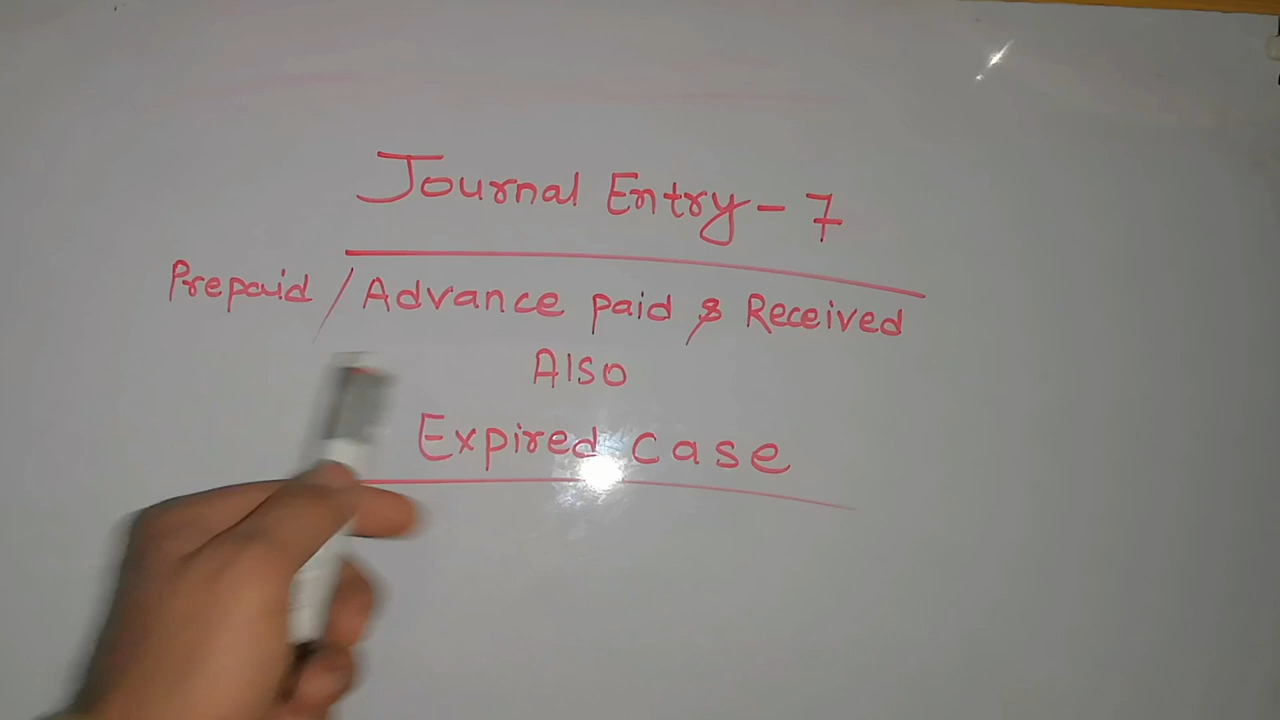 Journal Entry - 7
Prepaid / Advance paid & Received
Also
Expired case